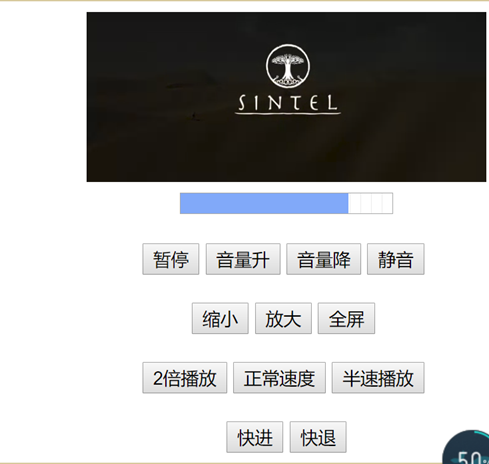 SINTEL
暂停 音量升 音量降 静音
缩小 放大 全屏
2倍播放 正常速度 半速播放
快进 快退
50